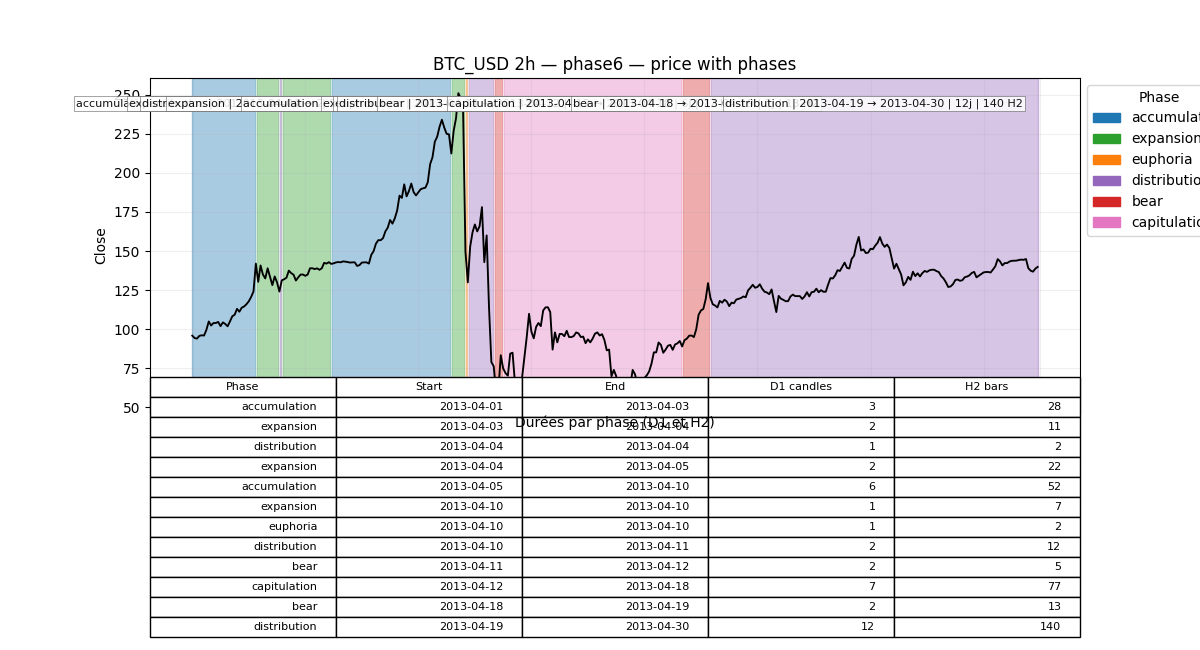 BTC_USD 2h — phase6 — price with phases
250
225
200
175
150
125
100
75
50
Close
expansion | 2
accumulation
bear | 2013-
capitulation | 2013-04
bear | 2013-04-18 → 2013-
distribution | 2013-04-19 → 2013-04-30 | 12j | 140 H2
Phase
accumulat
expansion
euphoria
distributio
bear
capitulatio
Durées par phase (D1 et H2)
Phase Start End D1 candles H2 bars
accumulation 2013-04-01 2013-04-03 3 28
expansion 2013-04-03 2013-04-04 2 11
distribution 2013-04-04 2013-04-04 1 2
expansion 2013-04-04 2013-04-05 2 22
accumulation 2013-04-05 2013-04-10 6 52
expansion 2013-04-10 2013-04-10 1 7
euphoria 2013-04-10 2013-04-10 1 2
distribution 2013-04-10 2013-04-11 2 12
bear 2013-04-11 2013-04-12 2 5
capitulation 2013-04-12 2013-04-18 7 77
bear 2013-04-18 2013-04-19 2 13
distribution 2013-04-19 2013-04-30 12 140